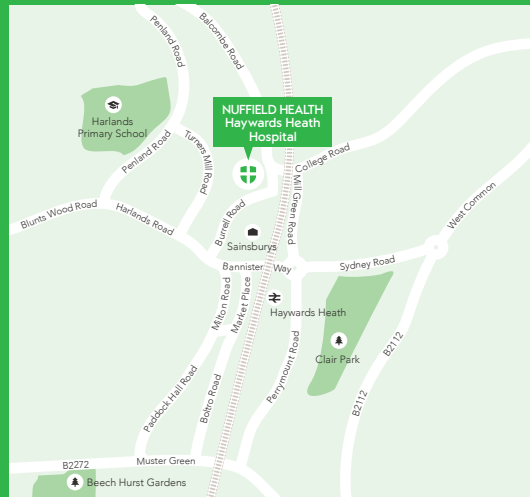 Penland Road
Balcombe Road
NUFFIELD HEALTH
Haywards Heath
Hospital
Harlands
Primary School
Penland Road
Turners Mill Road
College Road
Mill Green Road
West Common
Blunts Wood Road
Harlands Road
Burrell Road
Sainsburys
Bannister Way
Sydney Road
Milton Road
Market Place
Haywards Heath
Clair Park
B2112
Perrymount Road
Paddock Hall Road
Boltro Road
B2112
B2272
Muster Green
Beech Hurst Gardens